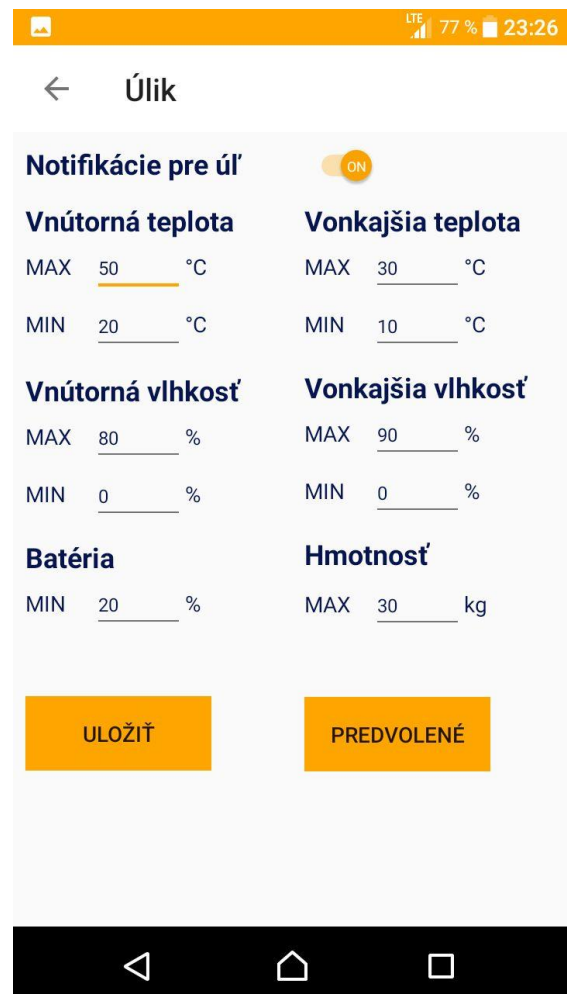 LTE 77 % 23:26
Úlik
Notifikácie pre úľ ON
Vnútorná teplota Vonkajšia teplota
MAX 50 °C MAX 30 °C
MIN 20 °C MIN 10 °C
Vnútorná vlhkosť Vonkajšia vlhkosť
MAX 80 % MAX 90 %
MIN 0 % MIN 0 %
Batéria Hmotnosť
MIN 20 % MAX 30 kg
ULOŽIŤ PREDVOLENÉ